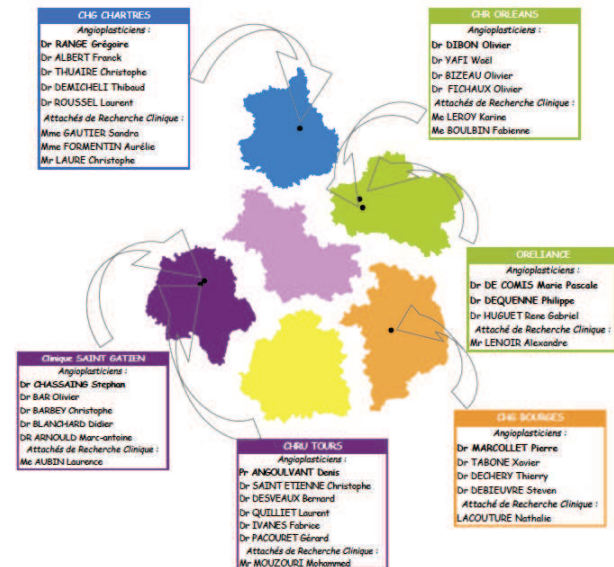 CHG CHARTRES
Angioplasticiens :
Dr RANGE Grégoire
Dr ALBERT Franck
Dr THUAIRE Christophe
Dr DEMICHELI Thibaud
Dr ROUSSEL Laurent
Attachés de Recherche Clinique :
Mme GAUTIER Sandra
Mme FORMENTIN Aurélie
Mr LAURE Christophe
CHR ORLEANS
Angioplasticiens :
Dr DIBON Olivier
Dr YAFI Waël
Dr BIZEAU Olivier
Dr FICHAUX Olivier
Attachés de Recherche Clinique :
Me LEROY Karine
Me BOULBIN Fabienne
ORELIANCE
Angioplasticiens :
Dr DE COMIS Marie Pascale
Dr DEQUENNE Philippe
Dr HUGUET Rene Gabriel
Attaché de Recherche Clinique :
Mr LENOIR Alexandre
Clinique SAINT GATIEN
Angioplasticiens :
Dr CHASSAING Stephan
Dr BAR Olivier
Dr BARBEY Christophe
Dr BLANCHARD Didier
DR ARNOULD Marc-antoine
Attachés de Recherche Clinique :
Me AUBIN Laurence
CHRU TOURS
Angioplasticiens :
Pr ANGOULVANT Denis
Dr SAINT ETIENNE Christophe
Dr DESVEAUX Bernard
Dr QUILLIET Laurent
Dr IVANES Fabrice
Dr PACOURET Gérard
Attachés de Recherche Clinique :
Mr MOUZOURI Mohammed
CHG BOURGES
Angioplasticiens :
Dr MARCOLLET Pierre
Dr TABONE Xavier
Dr DECHERY Thierry
Dr DEBIEUVRE Steven
Attaché de Recherche Clinique :
LACOUTURE Nathalie